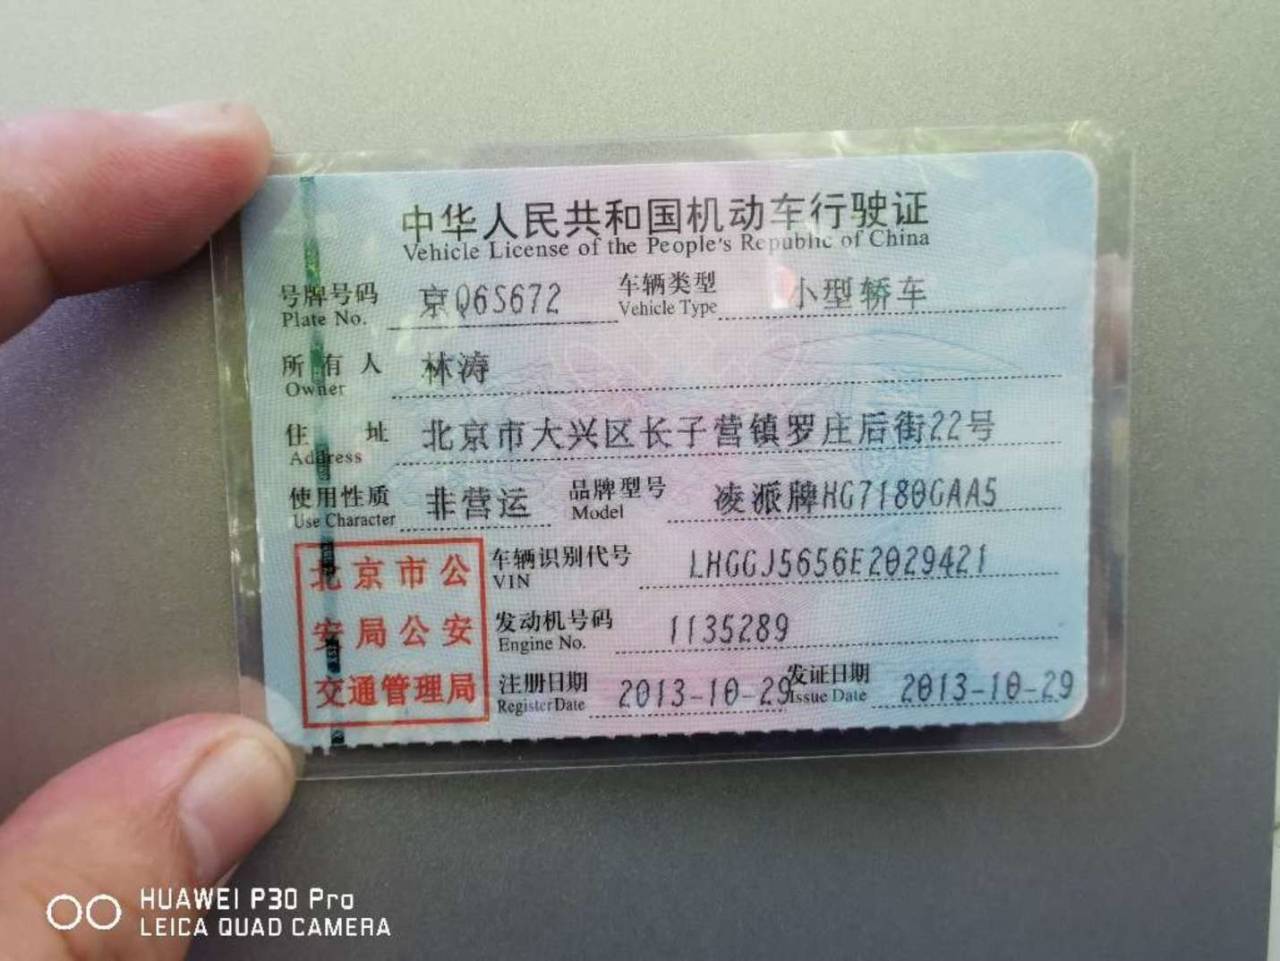 中华人民共和国机动车行驶证
Vehicle License of the People's Republic of China
号牌号码 京Q6S672 车辆类型 小型轿车
Plate No. Vehicle Type
所有人 林涛
Owner
住址 北京市大兴区长子营镇罗庄后街22号
Address
使用性质 非营运 品牌型号 凌派牌HG7180GAA5
Use Character Model
北京市公
安局公安
交通管理局
车辆识别代号 LHGGJ5656E2029421
VIN
发动机号码 1135289
Engine No.
注册日期 2013-10-29 发证日期 2013-10-29
Register Date Issue Date
HUAWEI P30 Pro
LEICA QUAD CAMERA